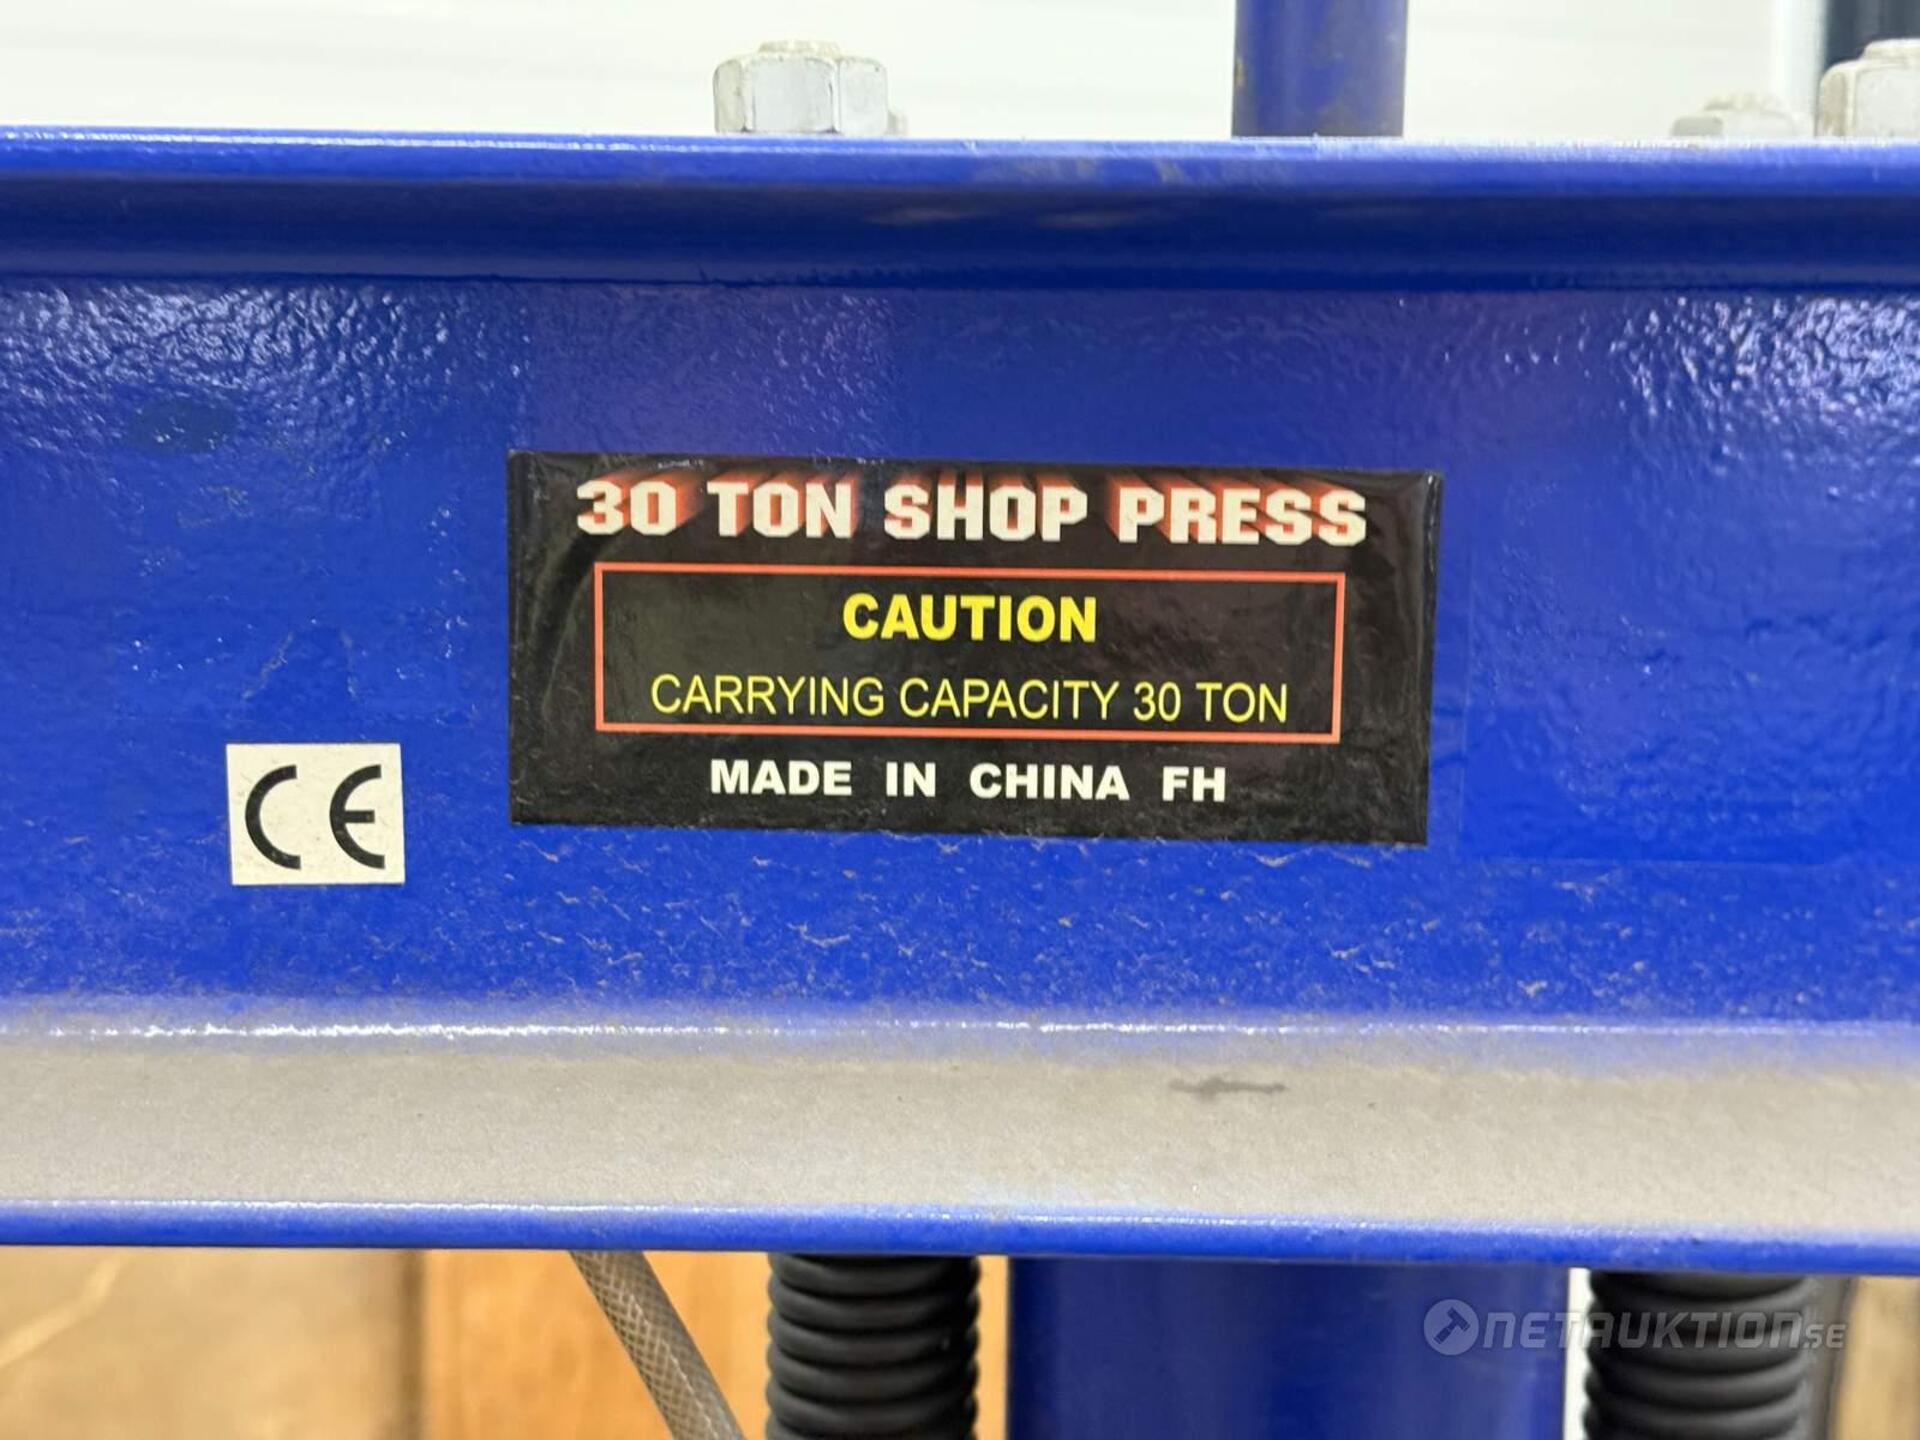 30 TON SHOP PRESS
CAUTION
CARRYING CAPACITY 30 TON
MADE IN CHINA FH
CE
NETAUKTION.SE